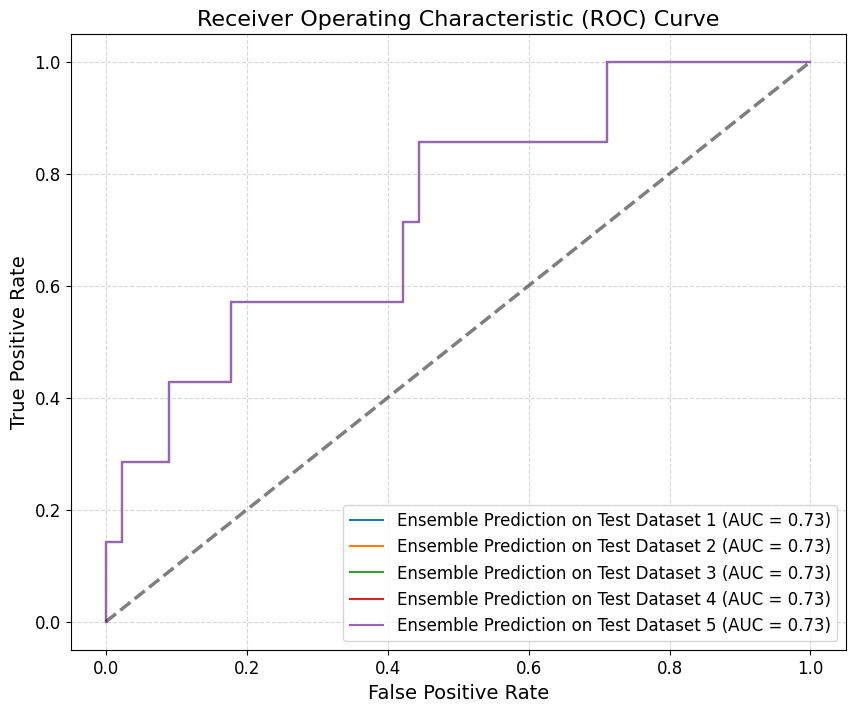 Receiver Operating Characteristic (ROC) Curve
1.0
0.8
0.6
0.4
0.2
0.0
True Positive Rate
Ensemble Prediction on Test Dataset 1 (AUC = 0.73)
Ensemble Prediction on Test Dataset 2 (AUC = 0.73)
Ensemble Prediction on Test Dataset 3 (AUC = 0.73)
Ensemble Prediction on Test Dataset 4 (AUC = 0.73)
Ensemble Prediction on Test Dataset 5 (AUC = 0.73)
0.0 0.2 0.4 0.6 0.8 1.0
False Positive Rate